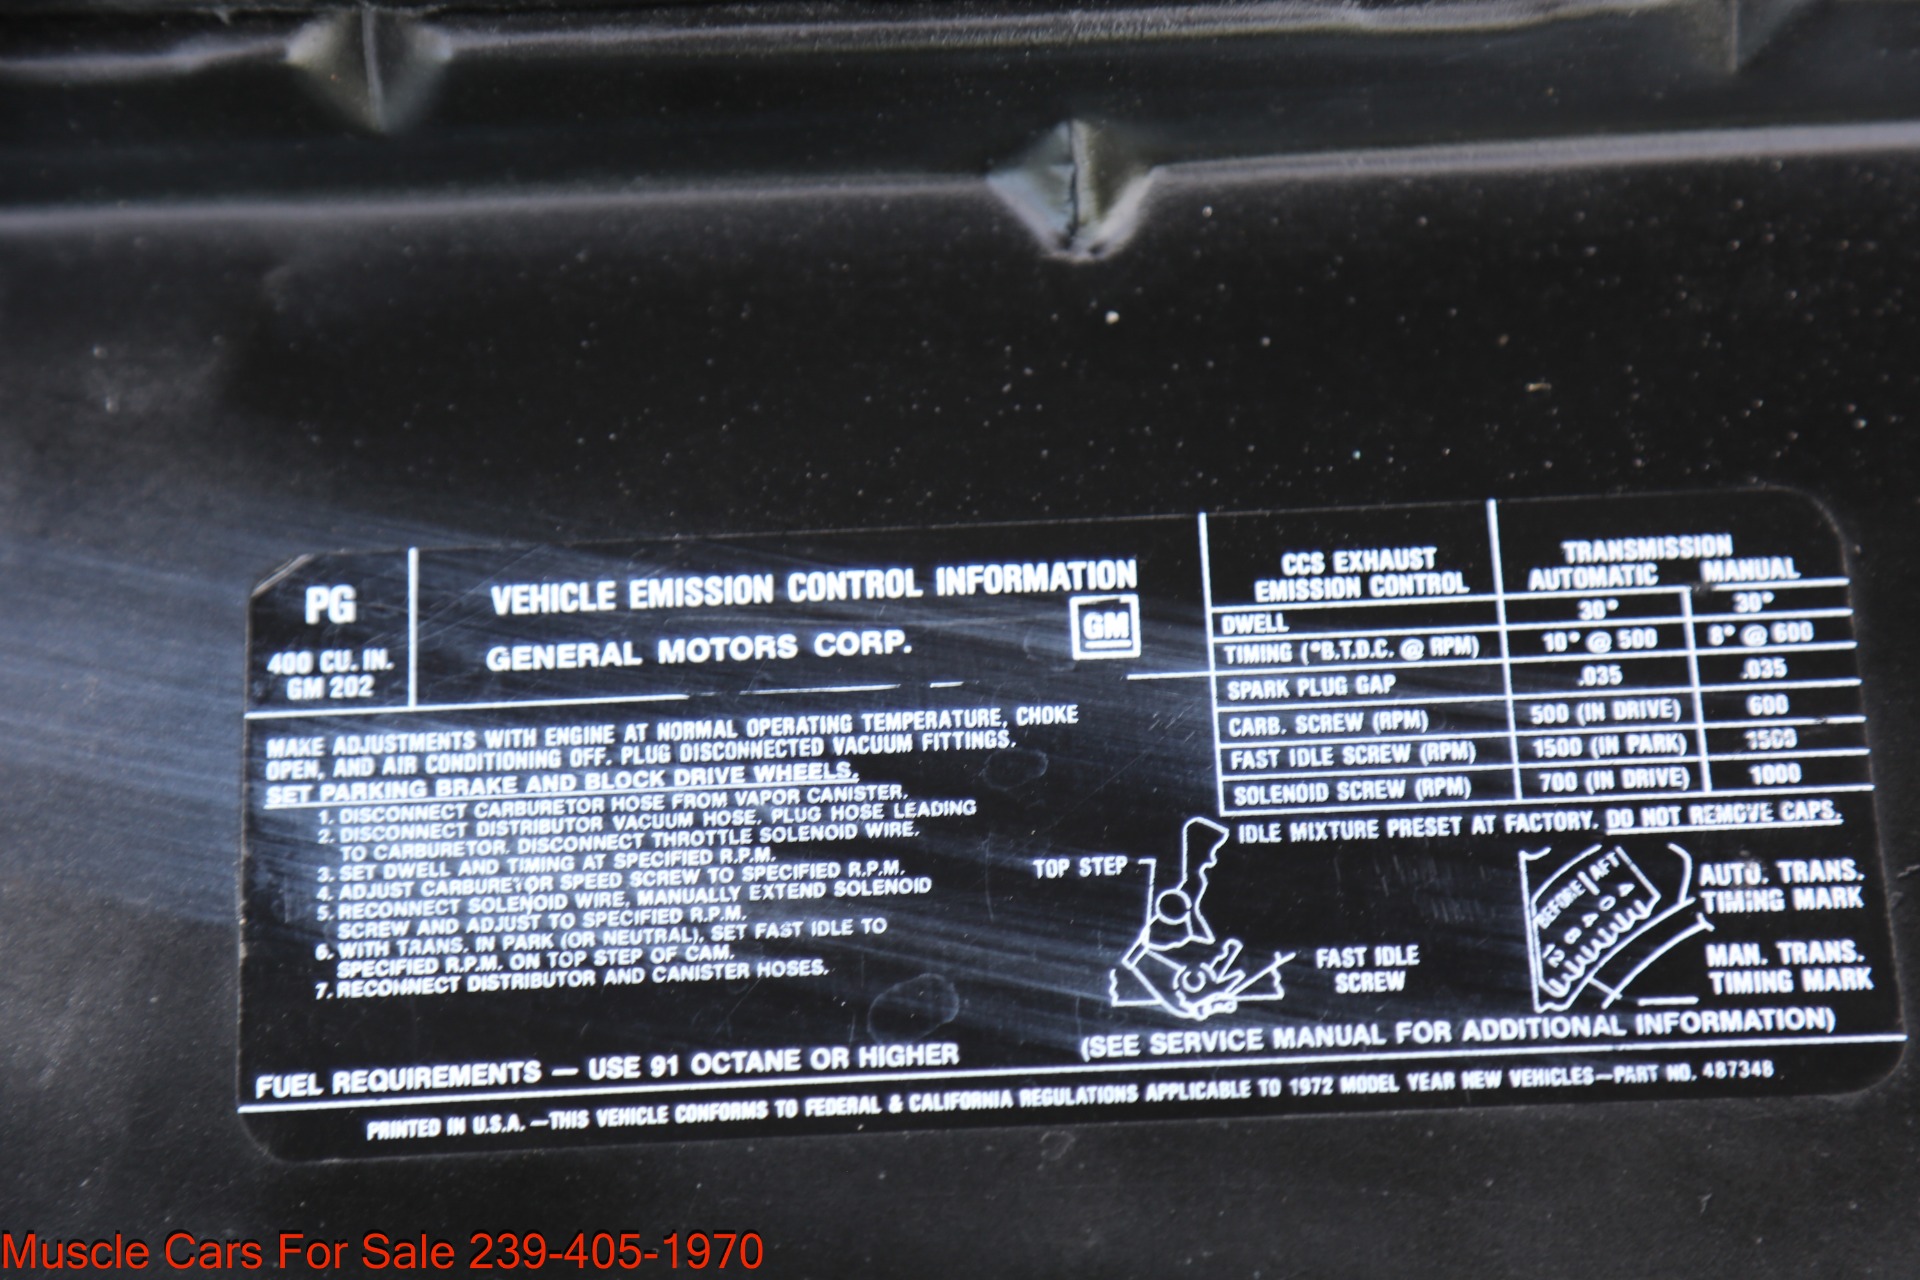 PG
400 CU. IN.
GM 202
VEHICLE EMISSION CONTROL INFORMATION
GENERAL MOTORS CORP.
GM
MAKE ADJUSTMENTS WITH ENGINE AT NORMAL OPERATING TEMPERATURE, CHOKE
OPEN, AND AIR CONDITIONING OFF. PLUG DISCONNECTED VACUUM FITTINGS.
SET PARKING BRAKE AND BLOCK DRIVE WHEELS.
1. DISCONNECT CARBURETOR HOSE FROM VAPOR CANISTER.
2. DISCONNECT DISTRIBUTOR VACUUM HOSE, PLUG HOSE LEADING
TO CARBURETOR. DISCONNECT THROTTLE SOLENOID WIRE.
3. SET DWELL AND TIMING AT SPECIFIED R.P.M.
4. ADJUST CARBURETOR SPEED SCREW TO SPECIFIED R.P.M.
5. RECONNECT SOLENOID WIRE, MANUALLY EXTEND SOLENOID
SCREW AND ADJUST TO SPECIFIED R.P.M.
6. WITH TRANS. IN PARK (OR NEUTRAL), SET FAST IDLE TO
SPECIFIED R.P.M. ON TOP STEP OF CAM.
7. RECONNECT DISTRIBUTOR AND CANISTER HOSES.
FUEL REQUIREMENTS — USE 91 OCTANE OR HIGHER
CCS EXHAUST
EMISSION CONTROL
TRANSMISSION
AUTOMATIC MANUAL
DWELL 30° 30°
TIMING (°B.T.D.C. @ RPM) 10° @ 500 8° @ 600
SPARK PLUG GAP .035 .035
CARB. SCREW (RPM) 500 (IN DRIVE) 600
FAST IDLE SCREW (RPM) 1500 (IN PARK) 1500
SOLENOID SCREW (RPM) 700 (IN DRIVE) 1000
IDLE MIXTURE PRESET AT FACTORY. DO NOT REMOVE CAPS.
TOP STEP
FAST IDLE
SCREW
BEFORE AFT
12 8 4 0 4
AUTO. TRANS.
TIMING MARK
MAN. TRANS.
TIMING MARK
(SEE SERVICE MANUAL FOR ADDITIONAL INFORMATION)
PRINTED IN U.S.A. —THIS VEHICLE CONFORMS TO FEDERAL & CALIFORNIA REGULATIONS APPLICABLE TO 1972 MODEL YEAR NEW VEHICLES—PART NO. 487348
Muscle Cars For Sale 239-405-1970